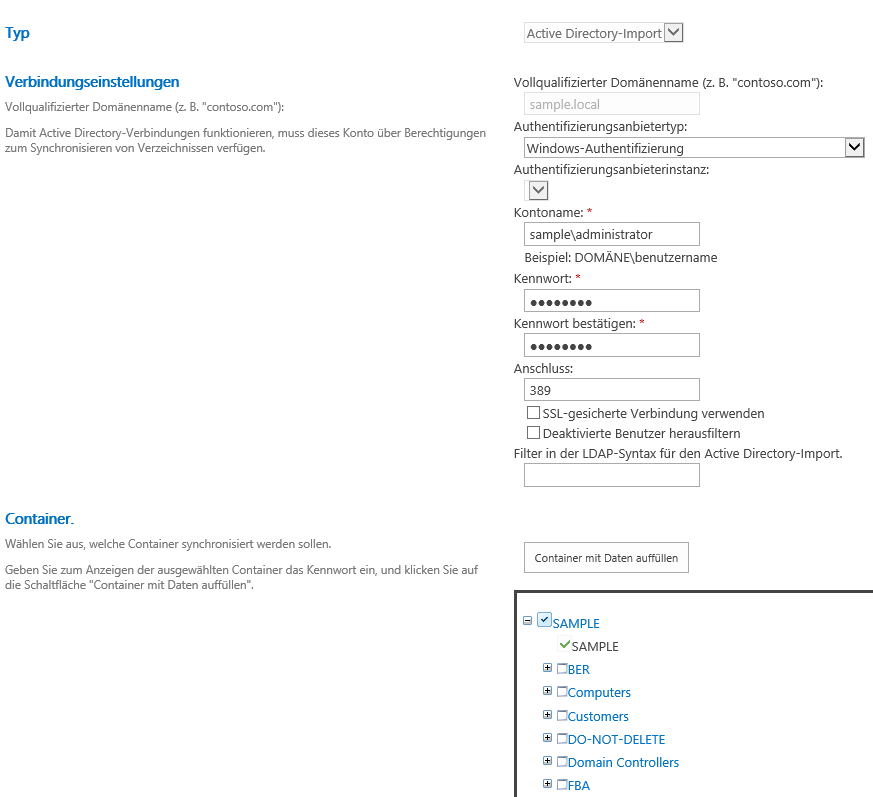 Typ
Active Directory-Import
Verbindungseinstellungen
Vollqualifizierter Domänenname (z. B. "contoso.com"):
Damit Active Directory-Verbindungen funktionieren, muss dieses Konto über Berechtigungen
zum Synchronisieren von Verzeichnissen verfügen.
Vollqualifizierter Domänenname (z. B. "contoso.com"):
sample.local
Authentifizierungsanbietertyp:
Windows-Authentifizierung
Authentifizierungsanbieterinstanz:
Kontoname: *
sample\administrator
Beispiel: DOMÄNE\benutzername
Kennwort: *
●●●●●●●●
Kennwort bestätigen: *
●●●●●●●●
Anschluss:
389
SSL-gesicherte Verbindung verwenden
Deaktivierte Benutzer herausfiltern
Filter in der LDAP-Syntax für den Active Directory-Import.
Container.
Wählen Sie aus, welche Container synchronisiert werden sollen.
Geben Sie zum Anzeigen der ausgewählten Container das Kennwort ein, und klicken Sie auf
die Schaltfläche "Container mit Daten auffüllen".
Container mit Daten auffüllen
SAMPLE
SAMPLE
BER
Computers
Customers
DO-NOT-DELETE
Domain Controllers
FBA